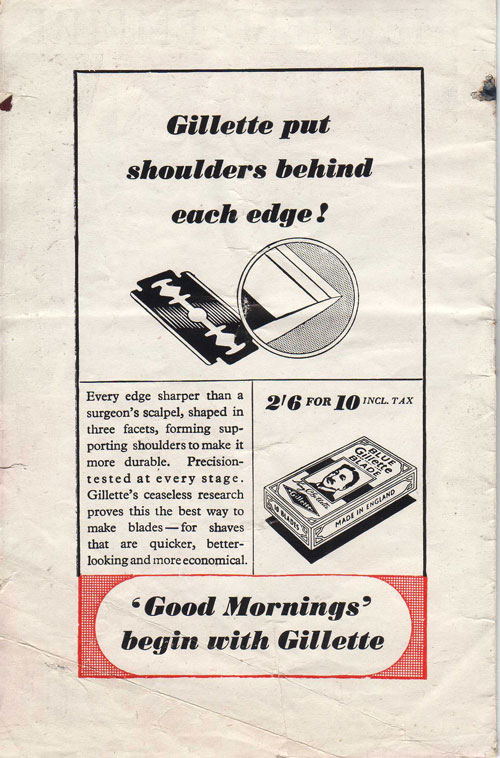 Gillette put
shoulders behind
each edge!
Every edge sharper than a
surgeon's scalpel, shaped in
three facets, forming sup-
porting shoulders to make it
more durable. Precision-
tested at every stage.
Gillette's ceaseless research
proves this the best way to
make blades—for shaves
that are quicker, better-
looking and more economical.
2'6 FOR 10 INCL. TAX
BLUE
Gillette
BLADE
Gillette
10 BLADES
MADE IN ENGLAND
'Good Mornings'
begin with Gillette